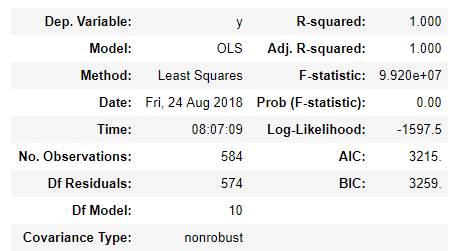 Dep. Variable: y R-squared: 1.000
Model: OLS Adj. R-squared: 1.000
Method: Least Squares F-statistic: 9.920e+07
Date: Fri, 24 Aug 2018 Prob (F-statistic): 0.00
Time: 08:07:09 Log-Likelihood: -1597.5
No. Observations: 584 AIC: 3215.
Df Residuals: 574 BIC: 3259.
Df Model: 10
Covariance Type: nonrobust